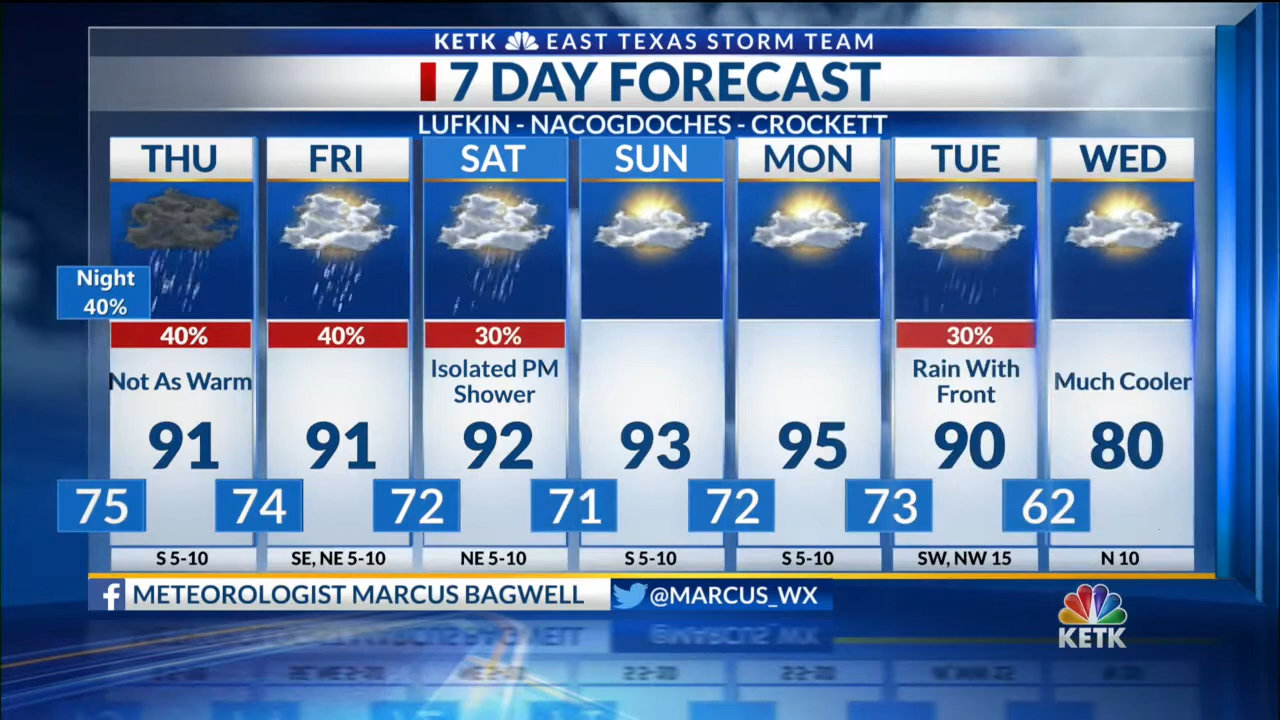 KETK EAST TEXAS STORM TEAM
7 DAY FORECAST
LUFKIN - NACOGDOCHES - CROCKETT
THU FRI SAT SUN MON TUE WED
Night
40%
40% 40% 30% 30%
Not As Warm
Isolated PM
Shower
Rain With
Front
Much Cooler
91 91 92 93 95 90 80
75 74 72 71 72 73 62
S 5-10 SE, NE 5-10 NE 5-10 S 5-10 S 5-10 SW, NW 15 N 10
f METEOROLOGIST MARCUS BAGWELL @MARCUS_WX
KETK